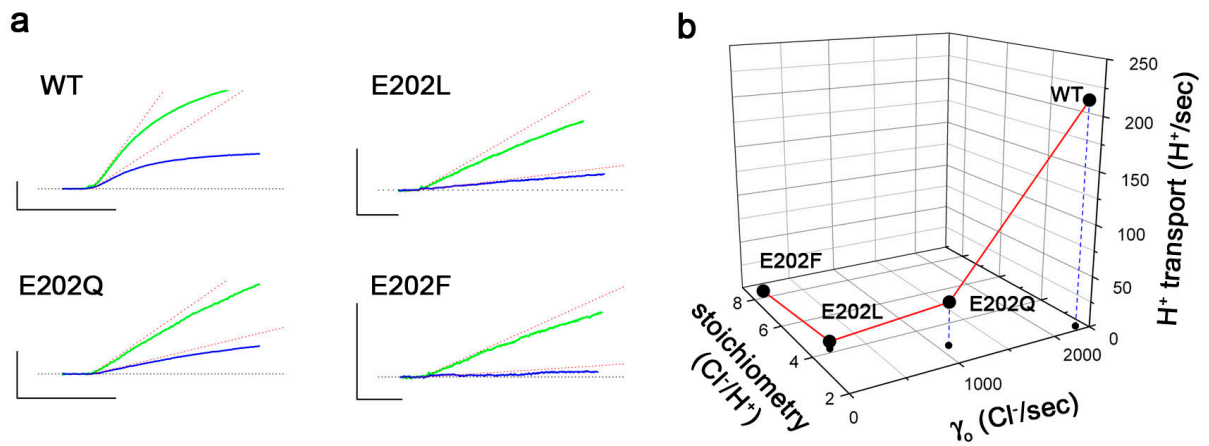 a
WT
E202L
E202Q
E202F
b
250
200
150
100
50
0
H⁺ transport (H⁺/sec)
WT
E202F
E202L
E202Q
8
6
4
2
stoichiometry
(Cl⁻/H⁺)
0
1000
2000
γₒ (Cl⁻/sec)